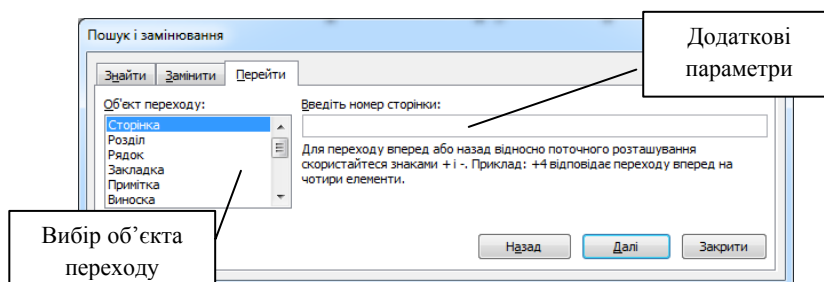 Пошук і замінювання
Додаткові
параметри
Знайти Замінити Перейти
Об'єкт переходу: Введіть номер сторінки:
Сторінка
Розділ
Рядок
Закладка
Примітка
Виноска
Для переходу вперед або назад відносно поточного розташування
скористайтеся знаками + і -. Приклад: +4 відповідає переходу вперед на
чотири елементи.
Вибір об’єкта
переходу
Назад Далі Закрити